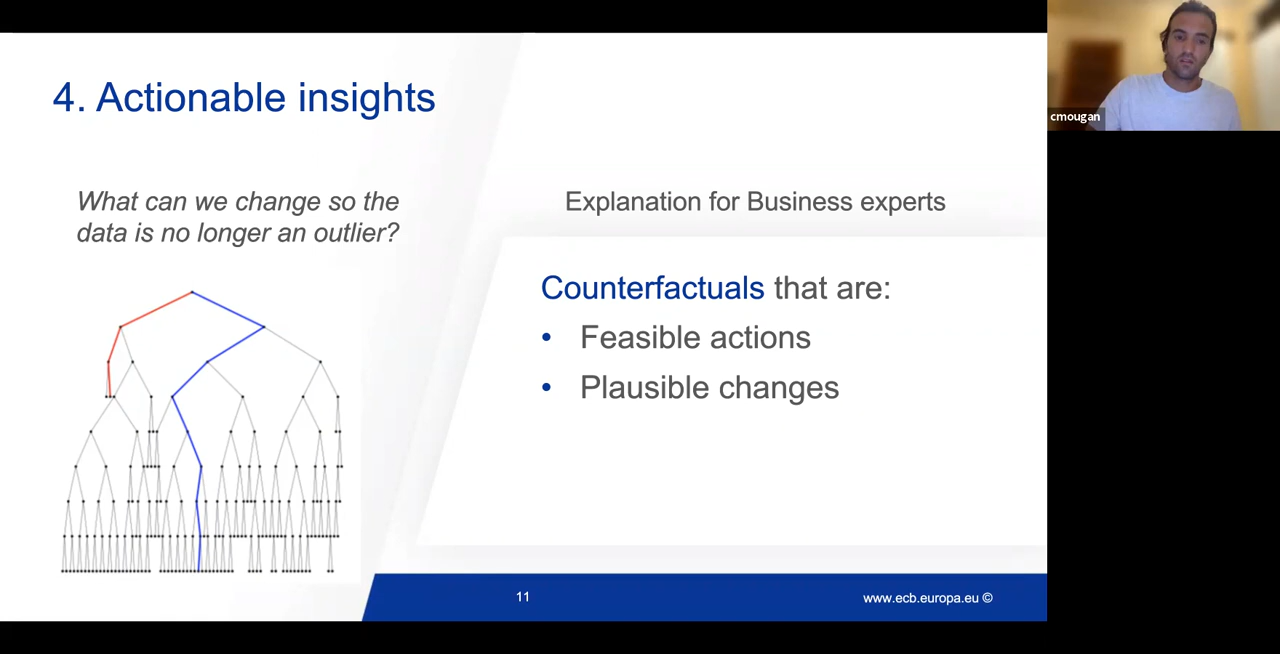 4. Actionable insights
cmougan
What can we change so the
data is no longer an outlier?
Explanation for Business experts
Counterfactuals that are:
• Feasible actions
• Plausible changes
11
www.ecb.europa.eu ©